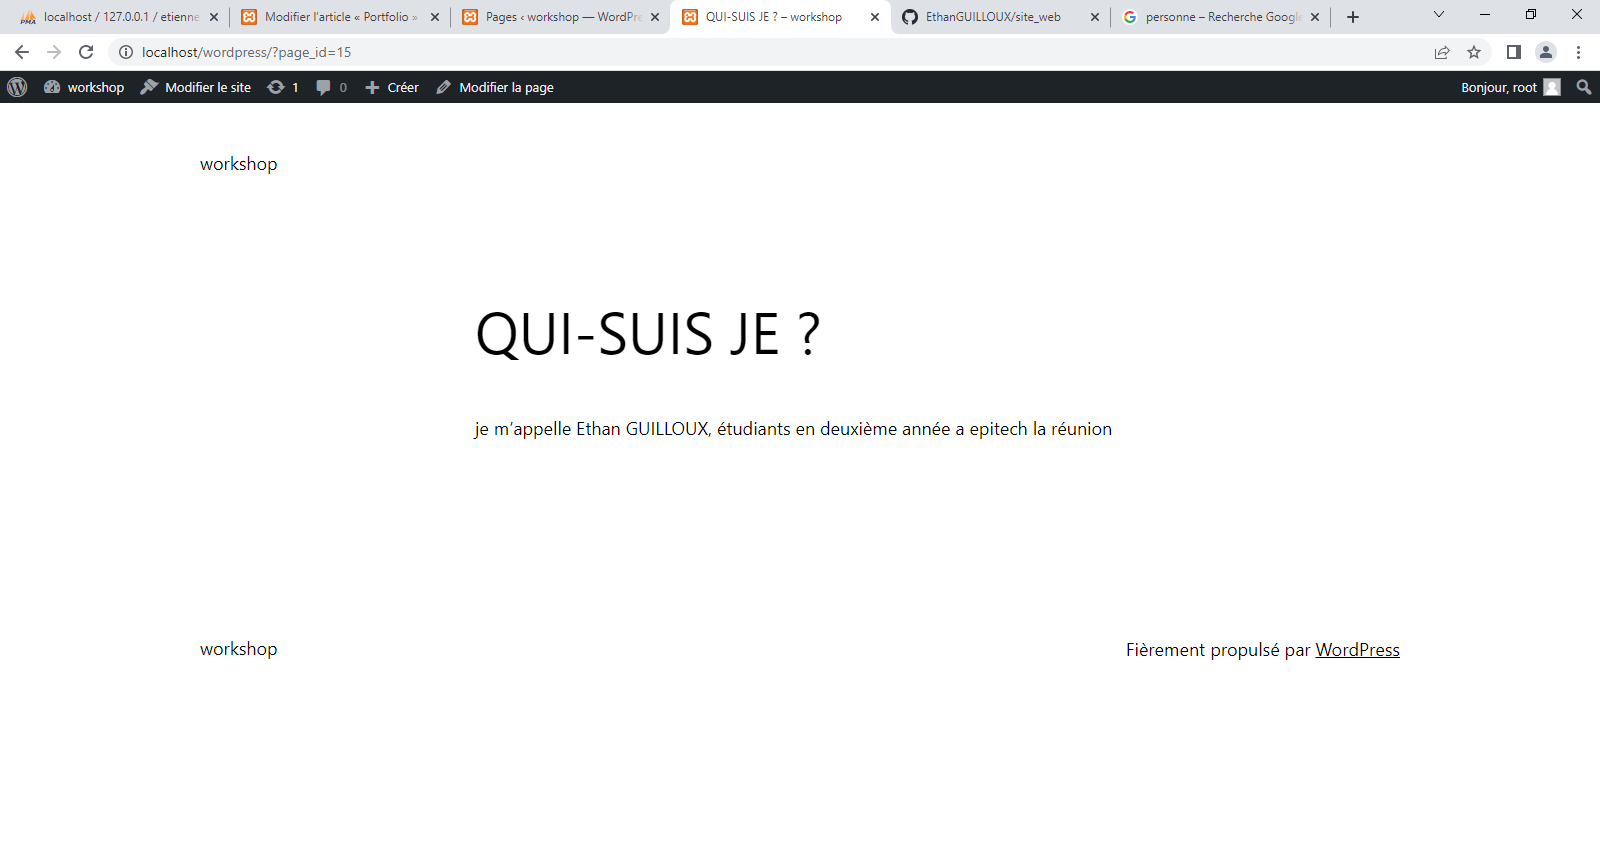 localhost / 127.0.0.1 / etienne
Modifier l'article « Portfolio »
Pages ‹ workshop — WordPre
QUI-SUIS JE ? – workshop
EthanGUILLOUX/site_web
personne – Recherche Google
localhost/wordpress/?page_id=15
workshop
Modifier le site
1
0
Créer
Modifier la page
Bonjour, root
workshop
QUI-SUIS JE ?
je m'appelle Ethan GUILLOUX, étudiants en deuxième année a epitech la réunion
workshop
Fièrement propulsé par WordPress